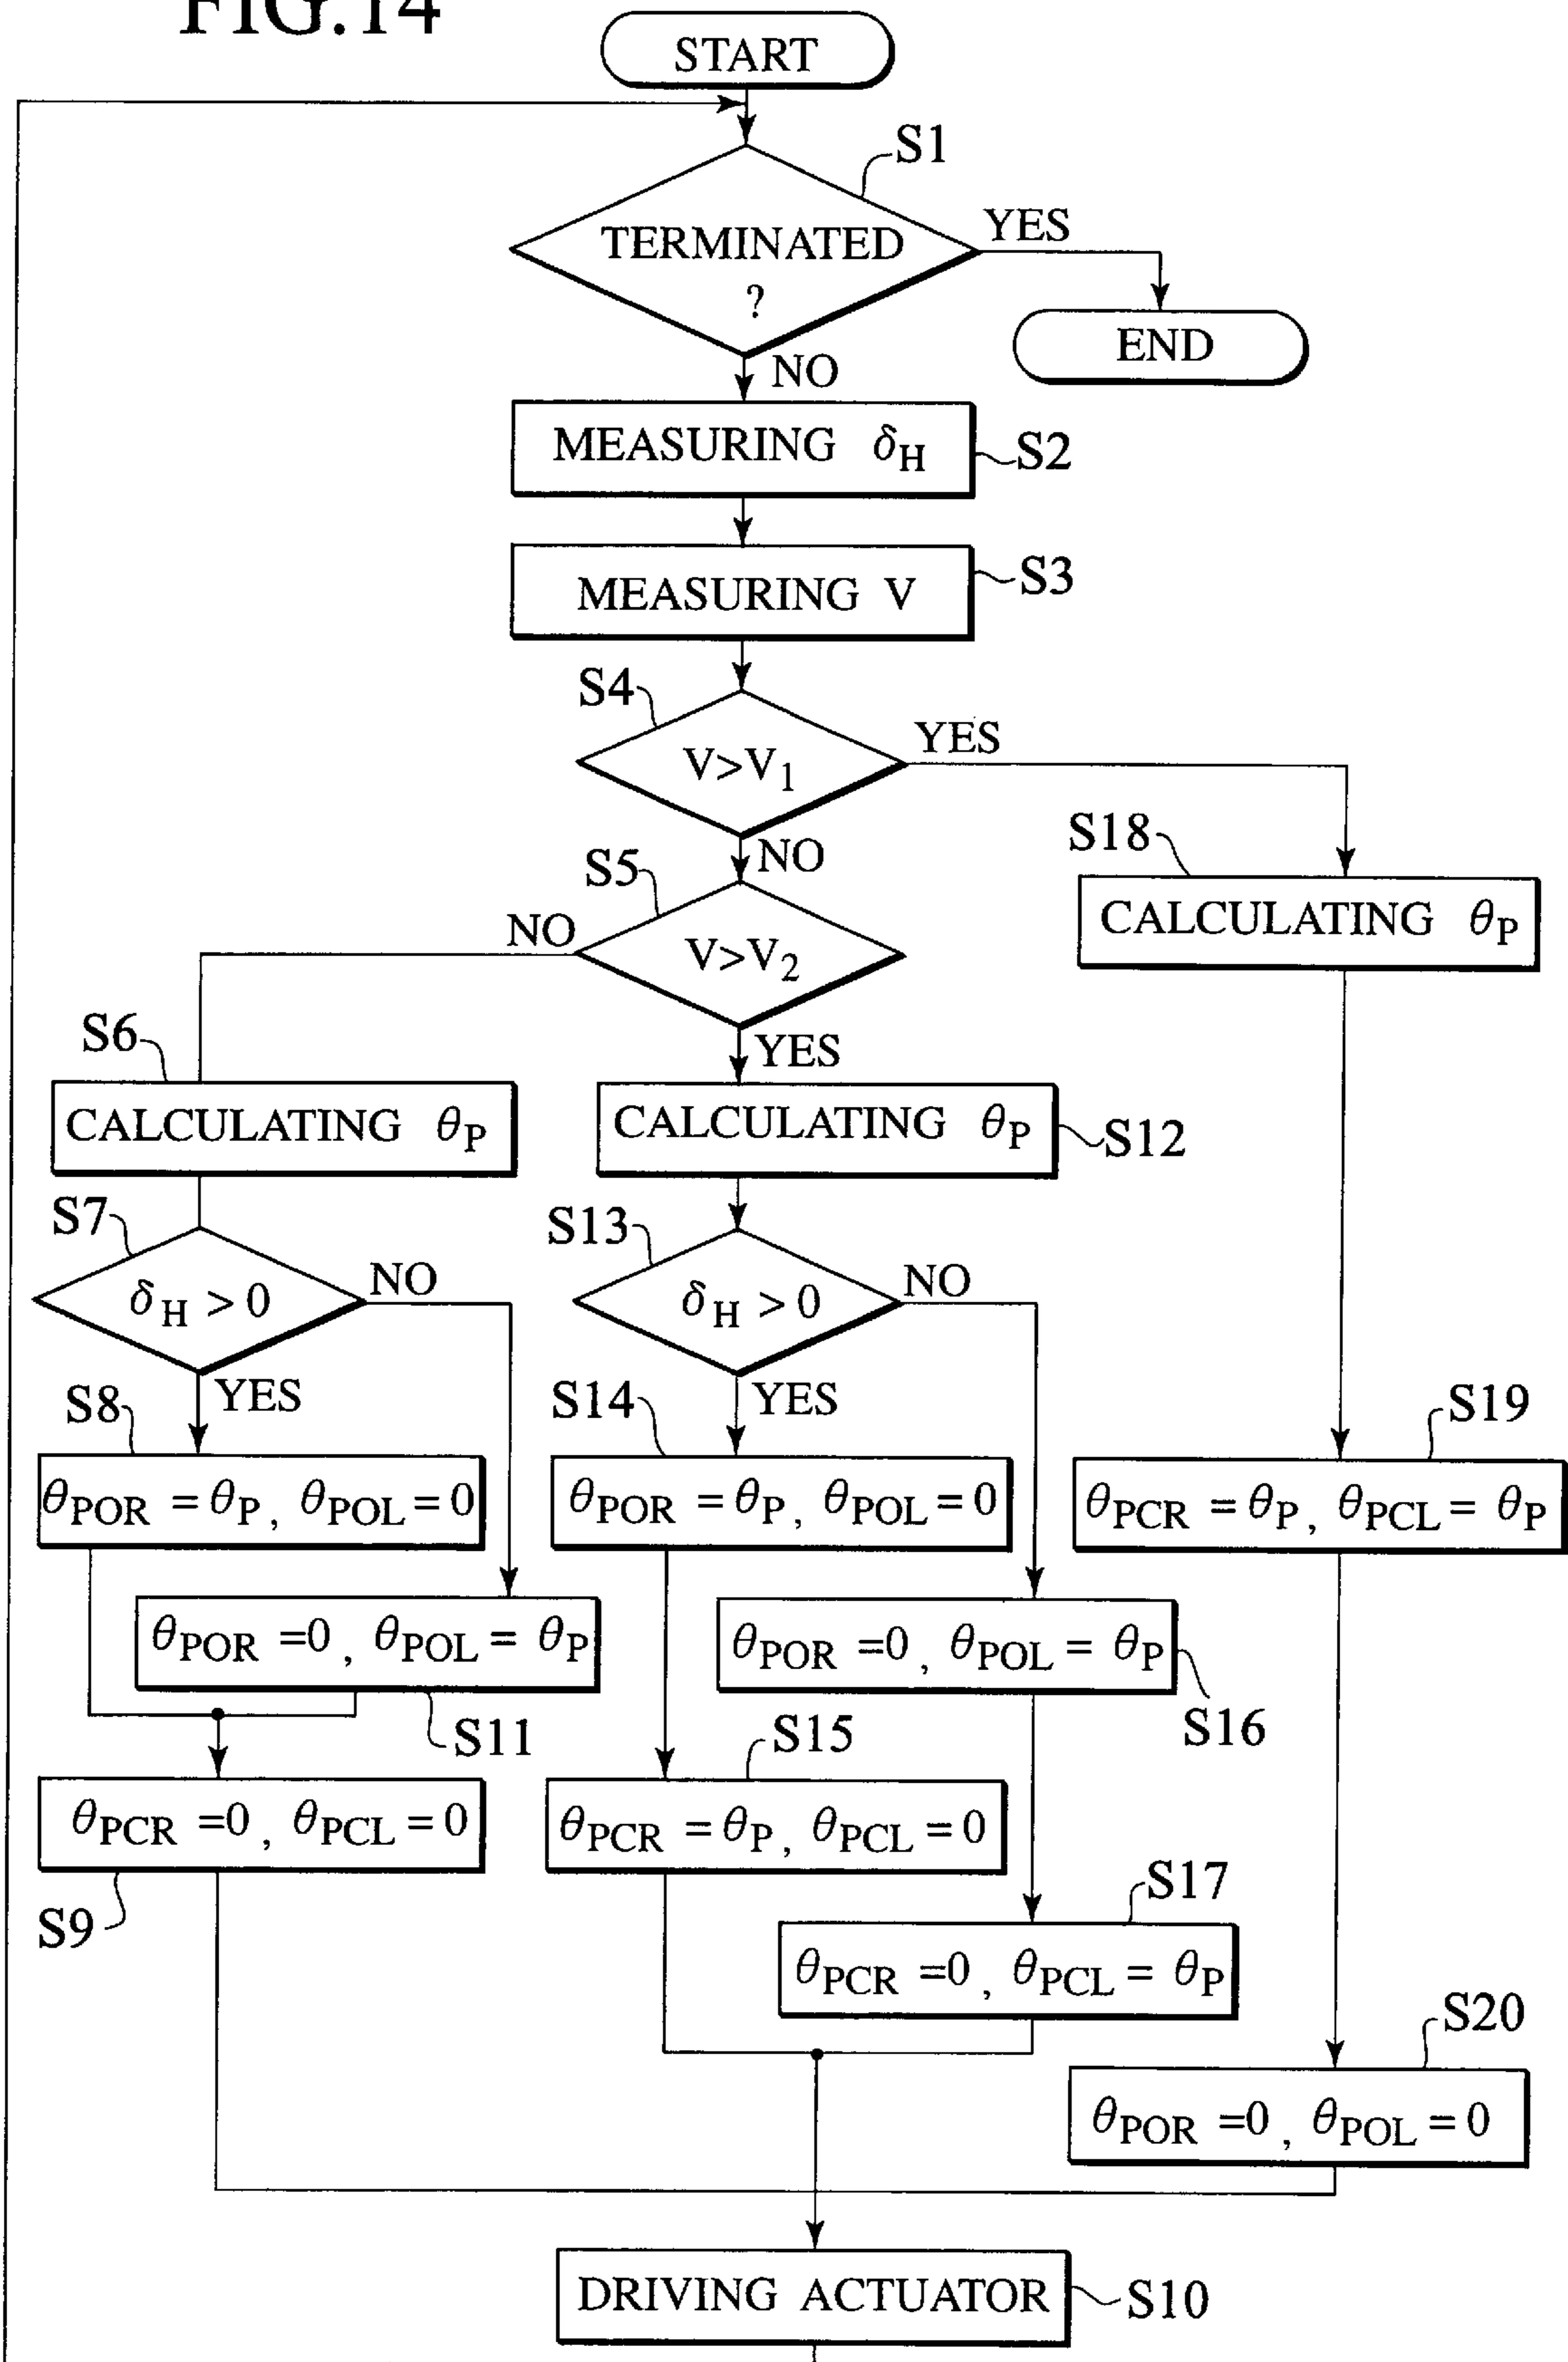 FIG.14
START
S1
TERMINATED
?
YES
END
NO
MEASURING δH
S2
MEASURING V
S3
S4
V>V1
YES
NO
S18
CALCULATING θP
S5
V>V2
NO
YES
S6
CALCULATING θP
CALCULATING θP
S12
S7
δH > 0
NO
YES
S13
δH > 0
NO
YES
S8
θPOR = θP, θPOL = 0
S14
θPOR = θP, θPOL = 0
S19
θPCR = θP, θPCL = θP
θPOR =0, θPOL = θP
S11
θPOR =0, θPOL = θP
S16
θPCR =0, θPCL = 0
S9
S15
θPCR = θP, θPCL = 0
S17
θPCR =0, θPCL = θP
S20
θPOR =0, θPOL = 0
DRIVING ACTUATOR
S10